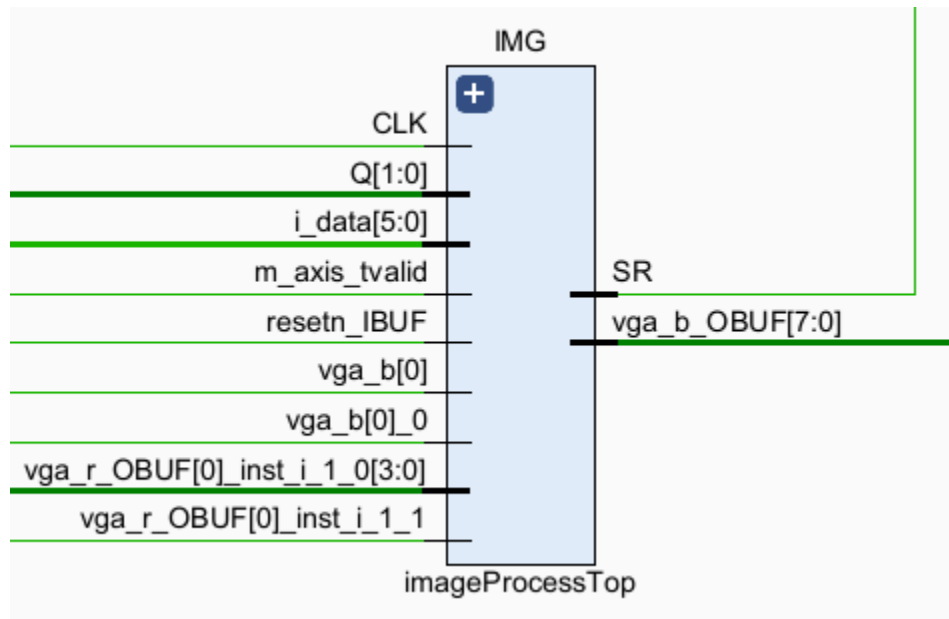 IMG
CLK
Q[1:0]
i_data[5:0]
m_axis_tvalid
SR
resetn_IBUF
vga_b_OBUF[7:0]
vga_b[0]
vga_b[0]_0
vga_r_OBUF[0]_inst_i_1_0[3:0]
vga_r_OBUF[0]_inst_i_1_1
imageProcessTop